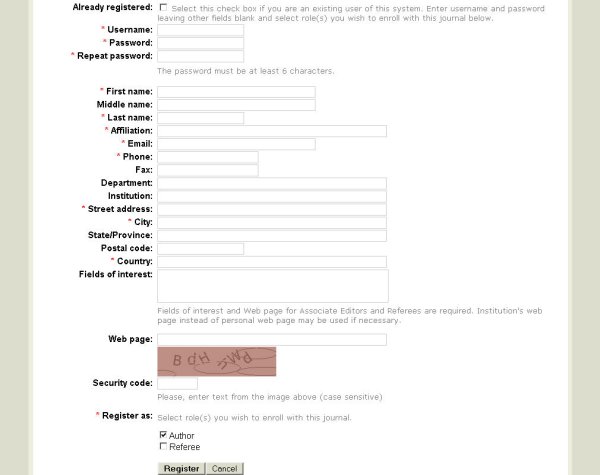 Already registered: Select this check box if you are an existing user of this system. Enter username and password
leaving other fields blank and select role(s) you wish to enroll with this journal below.
* Username:
* Password:
* Repeat password:
The password must be at least 6 characters.
* First name:
Middle name:
* Last name:
* Affiliation:
* Email:
* Phone:
Fax:
Department:
Institution:
* Street address:
* City:
State/Province:
Postal code:
* Country:
Fields of interest:
Fields of interest and Web page for Associate Editors and Referees are required. Institution's web
page instead of personal web page may be used if necessary.
Web page:
Security code:
Please, enter text from the image above (case sensitive)
* Register as: Select role(s) you wish to enroll with this journal.
Author
Referee
Register Cancel